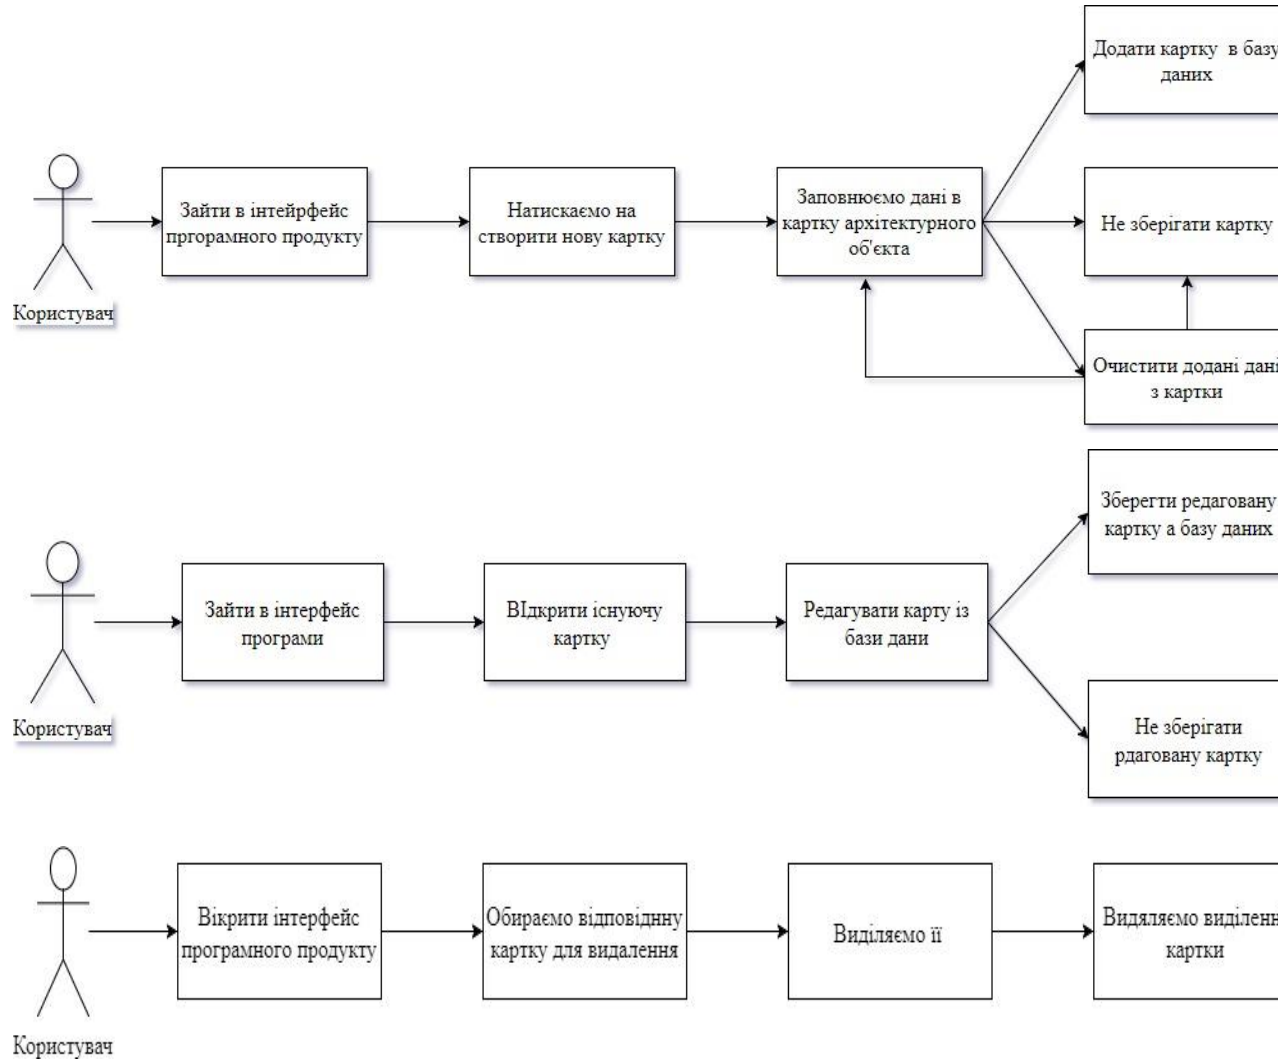 Додати картку в базу
даних
Зайти в інтейрфейс
пргорамного продукту
Натискаємо на
створити нову картку
Заповнюємо дані в
картку архітектурного
об'єкта
Не зберігати картку
Користувач
Очистити додані дані
з картки
Зберегти редаговану
картку а базу даних
Зайти в інтерфейс
програми
ВІдкрити існуючу
картку
Редагувати карту із
бази дани
Користувач
Не зберігати
рдаговану картку
Вікрити інтерфейс
програмного продукту
Обираємо відповіднну
картку для видалення
Виділяємо її
Видяляємо виділенн
картки
Користувач